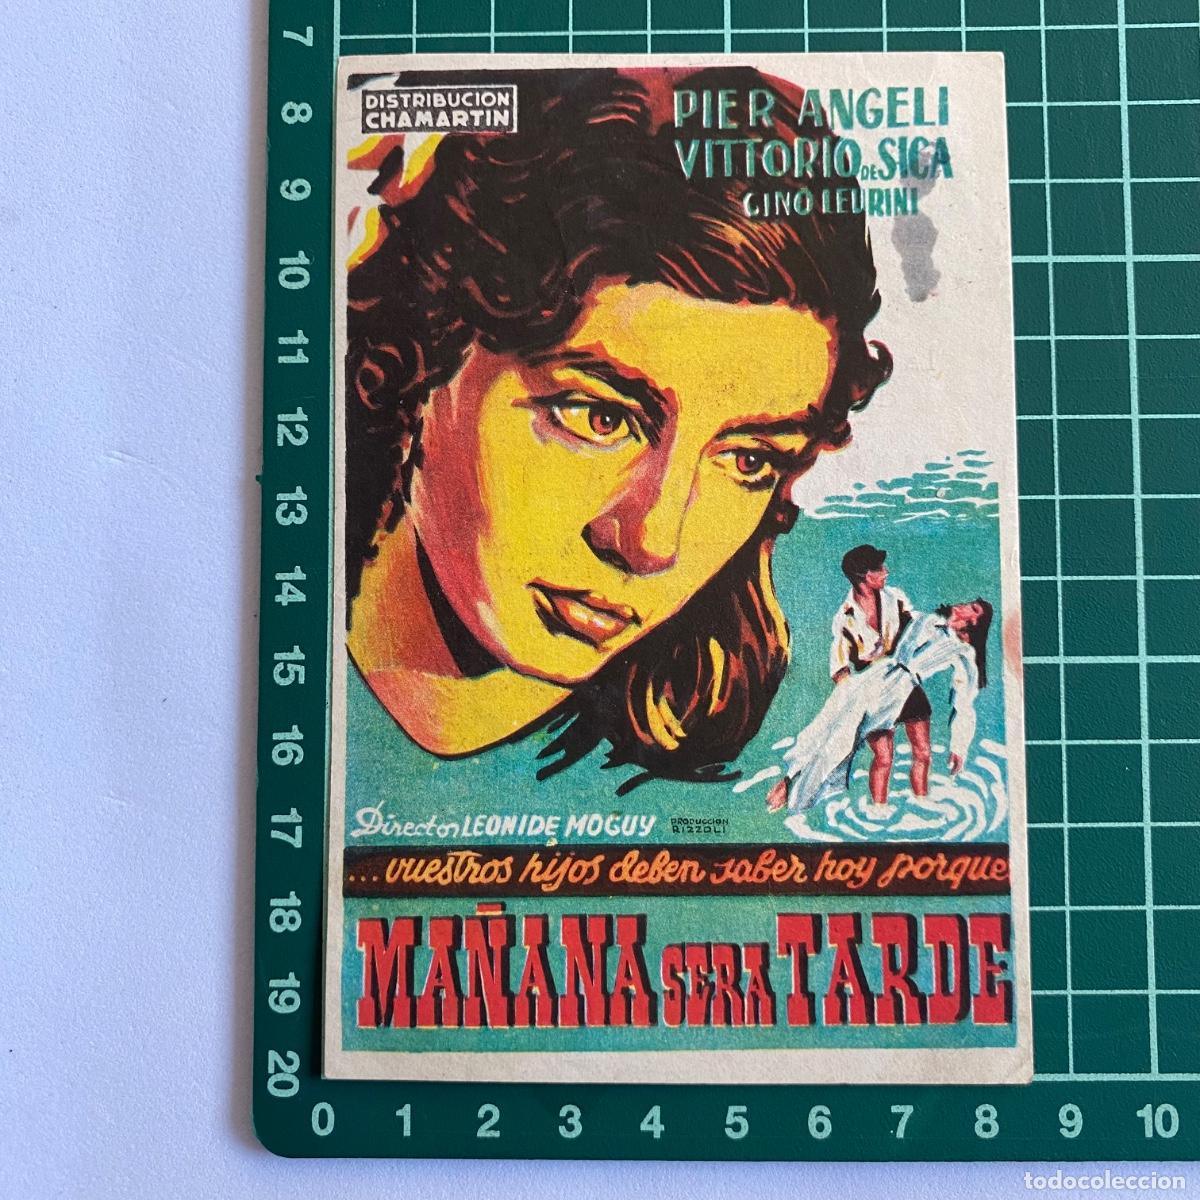 DISTRIBUCION
CHAMARTIN
PIER ANGELI
VITTORIO DE SICA
GINO LEURINI
Director LEONIDE MOGUY
PRODUCCION
RIZZOLI
... vuestros hijos deben saber hoy porque
MAÑANA SERA TARDE
7
8
9
10
11
12
13
14
15
16
17
18
19
20
0 1 2 3 4 5 6 7 8 9 10
todocoleccion